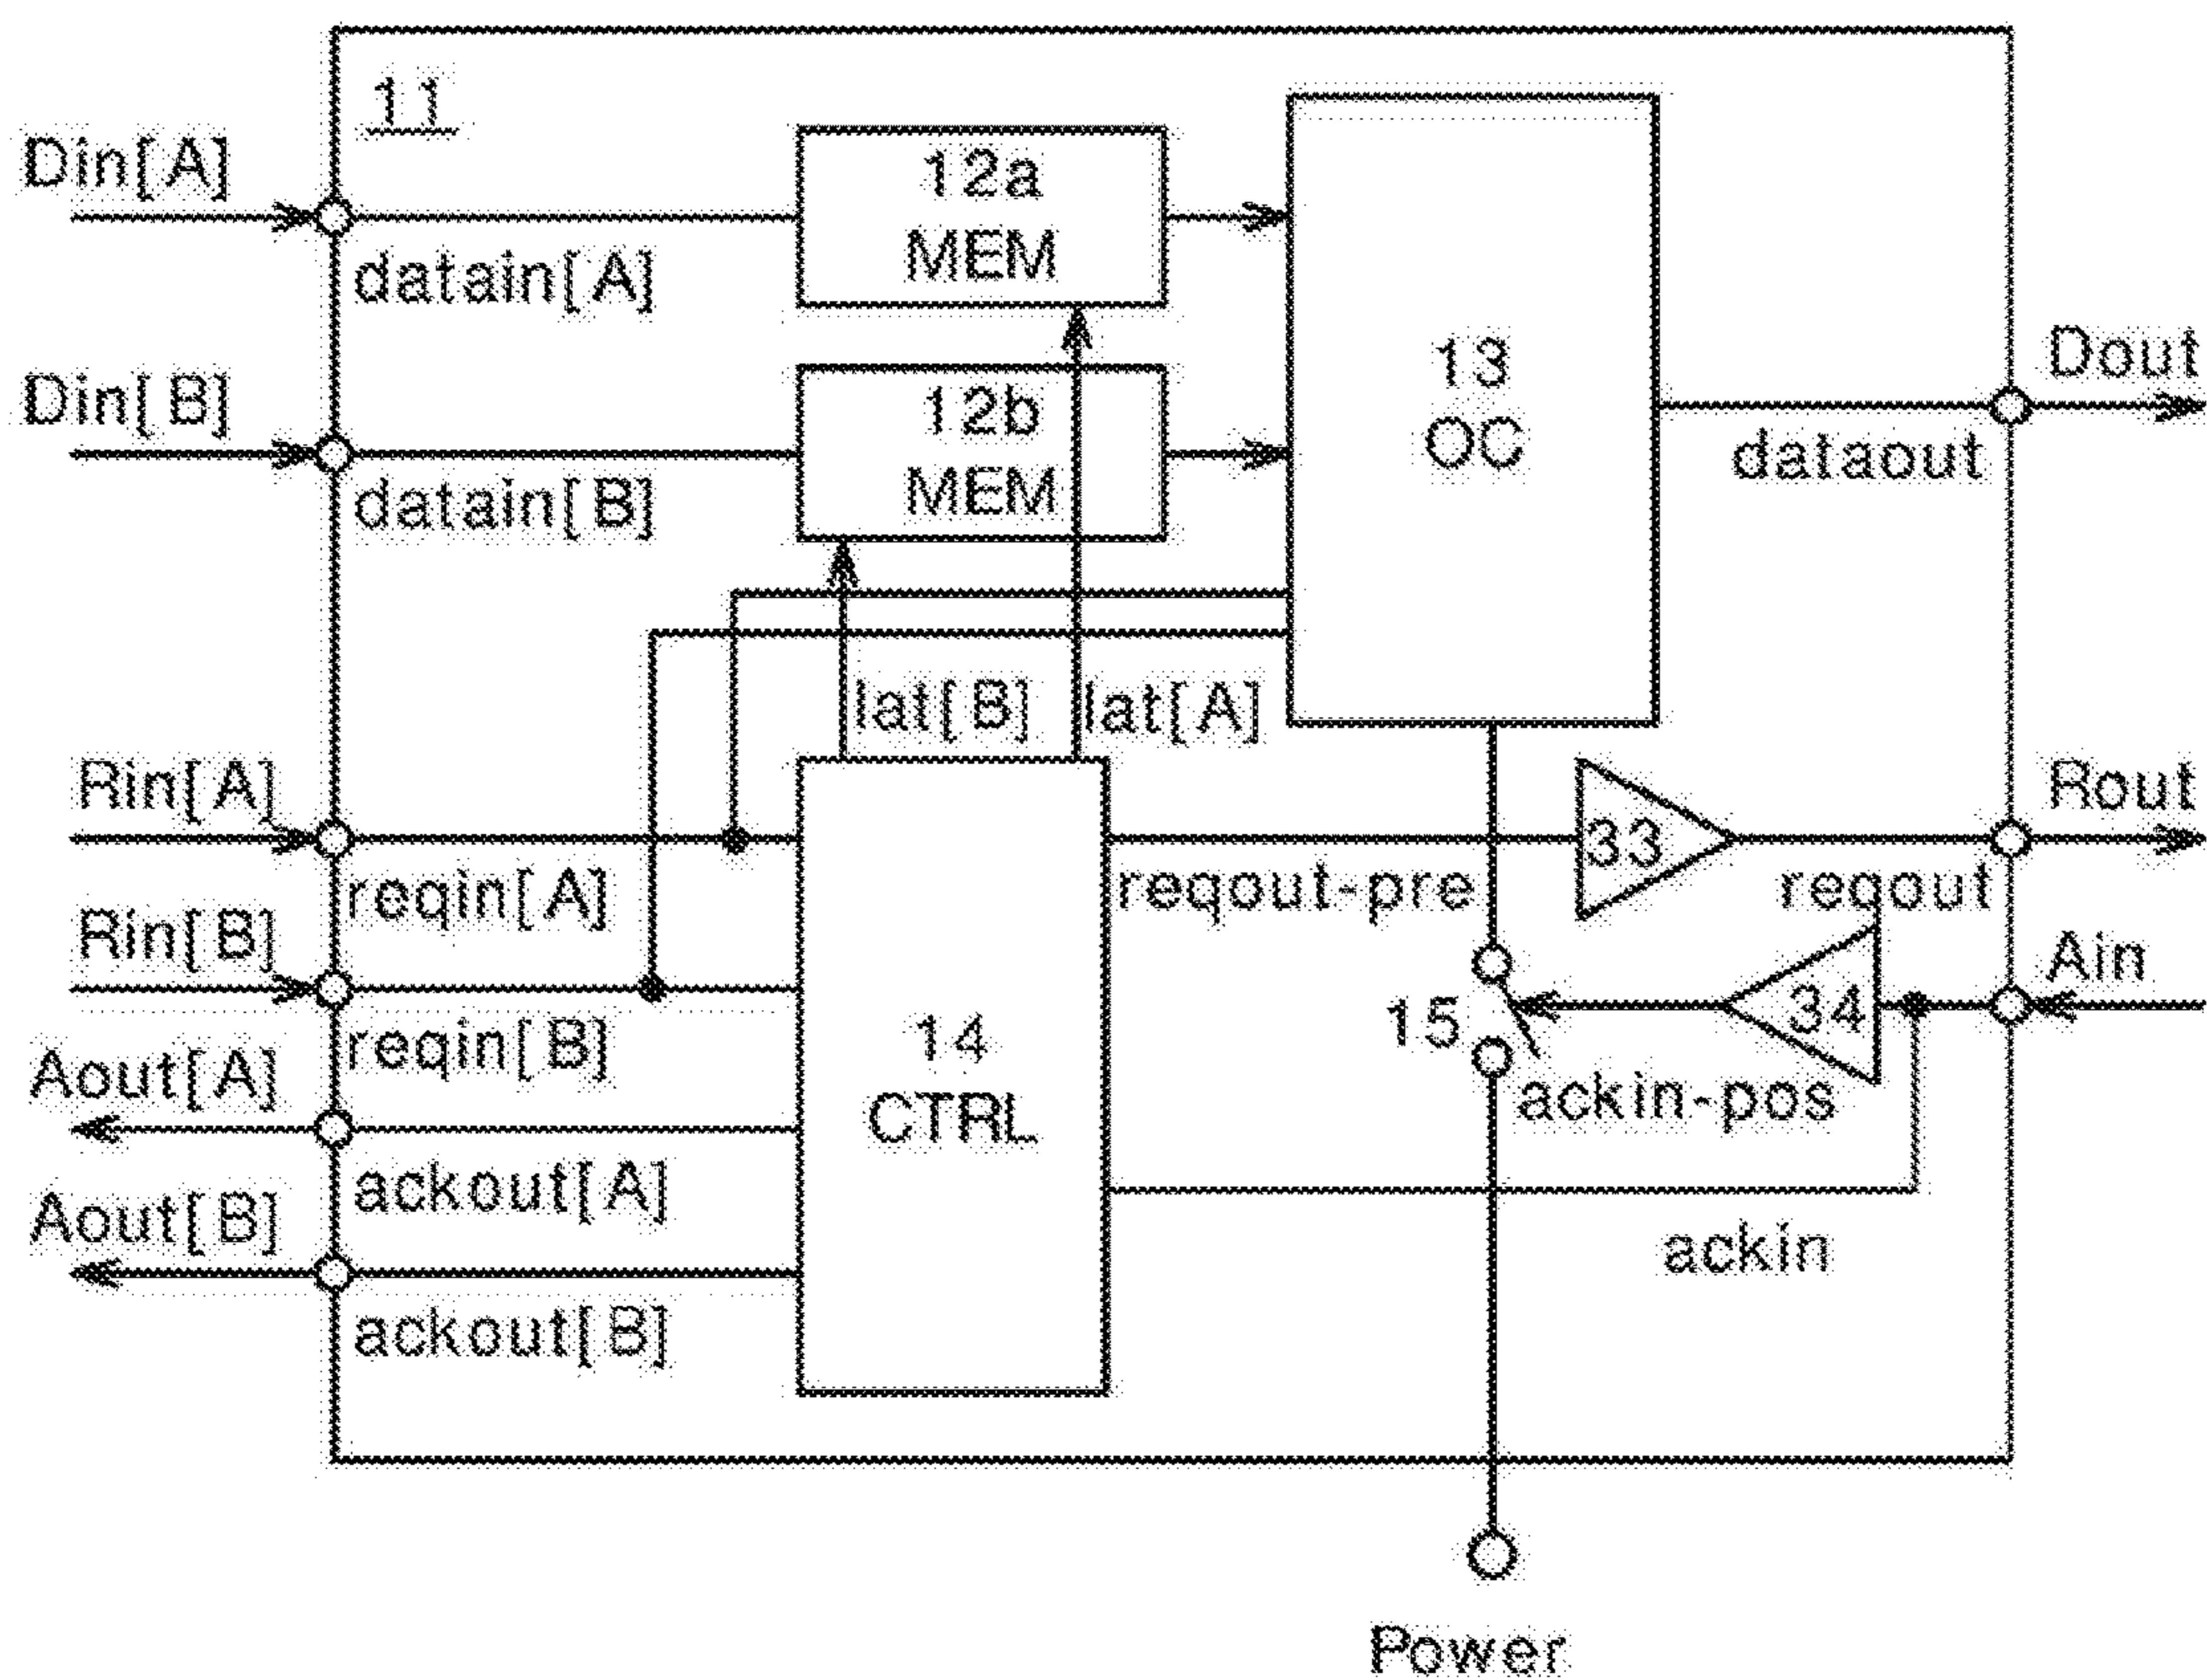 11
Din[A]
12a
MEM
datain[A]
Din[B]
12b
MEM
datain[B]
13
OC
Dout
dataout
lat[B]
lat[A]
Rin[A]
reqin[A]
Rin[B]
reqin[B]
Aout[A]
ackout[A]
Aout[B]
ackout[B]
14
CTRL
reqout-pre
33
Rout
reqout
Ain
34
15
ackin-pos
ackin
Power